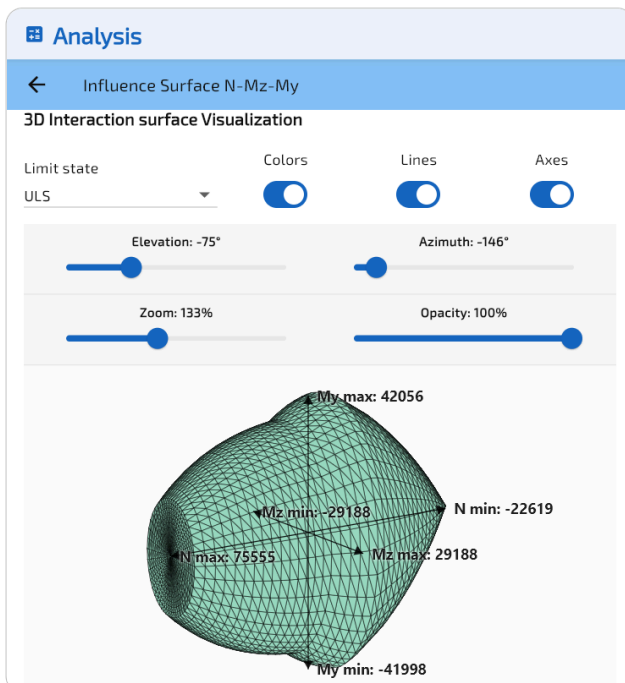 Analysis
Influence Surface N-Mz-My
3D Interaction surface Visualization
Limit state
ULS
Colors
Lines
Axes
Elevation: -75°
Azimuth: -146°
Zoom: 133%
Opacity: 100%
My max: 42056
Mz min: -29188
N min: -22619
N max: 75555
Mz max: 29188
My min: -41998